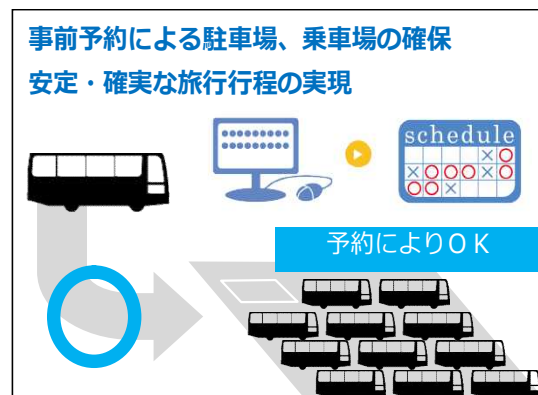 事前予約による駐車場、乗車場の確保
安定・確実な旅行行程の実現
schedule
×○
×○○○×○
○○×
予約によりＯＫ